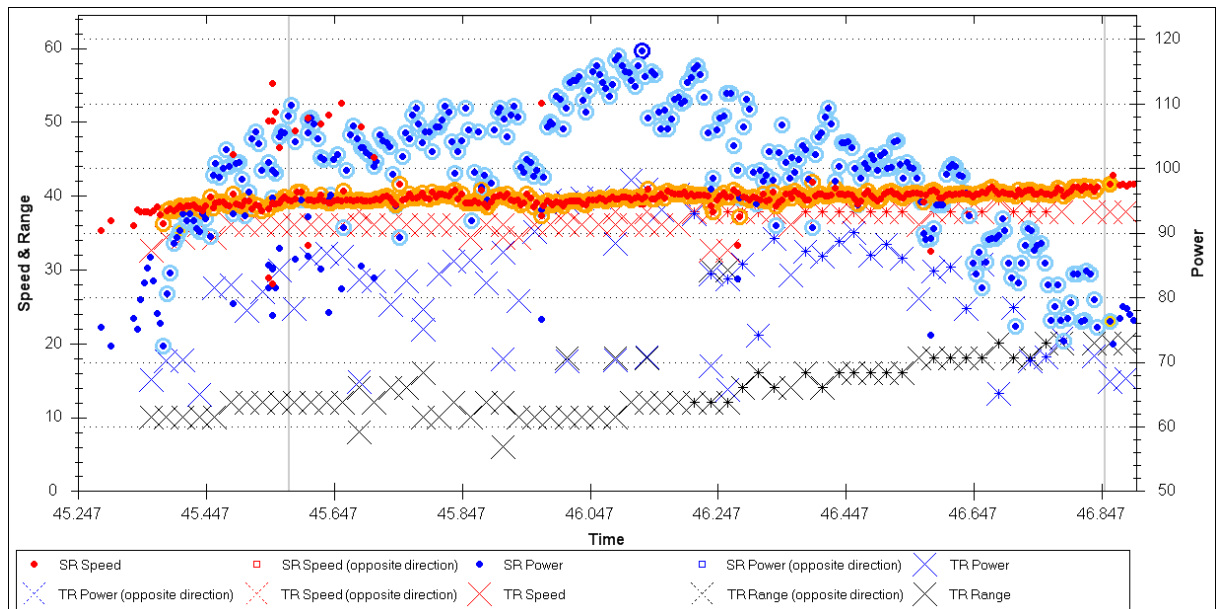 60
50
40
30
20
10
0
Speed & Range
120
110
100
90
80
70
60
50
Power
45.247 45.447 45.647 45.847 46.047 46.247 46.447 46.647 46.847
Time
SR Speed SR Speed (opposite direction) SR Power SR Power (opposite direction) TR Power
TR Power (opposite direction) TR Speed (opposite direction) TR Speed TR Range (opposite direction) TR Range